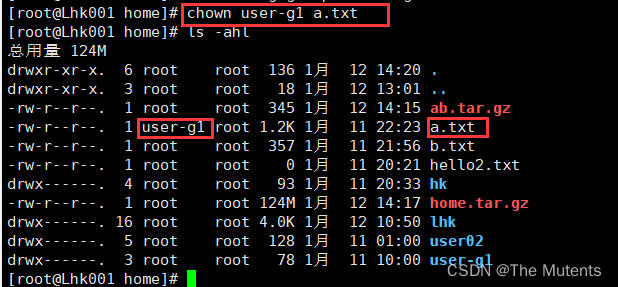 [root@Lhk001 home]# chown user-g1 a.txt
[root@Lhk001 home]# ls -ahl
总用量 124M
drwxr-xr-x.  6 root    root  136 1月  12 14:20 .
drwxr-xr-x.  3 root    root   18 1月  12 13:01 ..
-rw-r--r--.  1 root    root  345 1月  12 14:15 ab.tar.gz
-rw-r--r--.  1 user-g1 root 1.2K 1月  11 22:23 a.txt
-rw-r--r--.  1 root    root  357 1月  11 21:56 b.txt
-rw-r--r--.  1 root    root    0 1月  11 20:21 hello2.txt
drwx------.  4 root    root   93 1月  11 20:33 hk
-rw-r--r--.  1 root    root 124M 1月  12 14:17 home.tar.gz
drwx------. 16 root    root 4.0K 1月  12 10:50 lhk
drwx------.  5 root    root  128 1月  11 01:00 user02
drwx------.  3 root    root   78 1月  11 10:00 user-g1
[root@Lhk001 home]#
CSDN @The Mutents